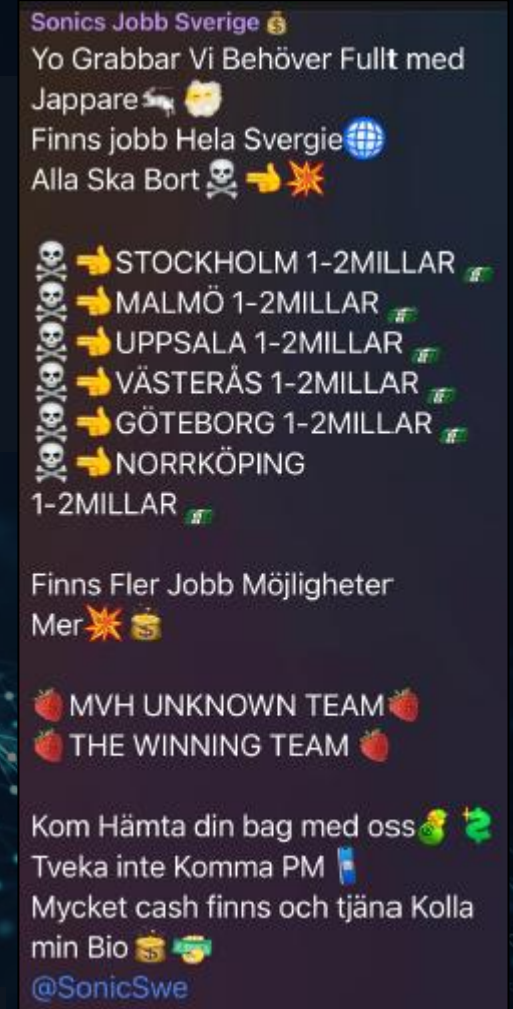 Sonics Jobb Sverige💰
Yo Grabbar Vi Behöver Fullt med
Jappare
Finns jobb Hela Svergie🌐
Alla Ska Bort☠️👉💥
☠️👉STOCKHOLM 1-2MILLAR
☠️👉MALMÖ 1-2MILLAR
☠️👉UPPSALA 1-2MILLAR
☠️👉VÄSTERÅS 1-2MILLAR
☠️👉GÖTEBORG 1-2MILLAR
☠️👉NORRKÖPING
1-2MILLAR
Finns Fler Jobb Möjligheter
Mer💥💰
🍓MVH UNKNOWN TEAM🍓
🍓THE WINNING TEAM 🍓
Kom Hämta din bag med oss
Tveka inte Komma PM
Mycket cash finns och tjäna Kolla
min Bio
@SonicSwe